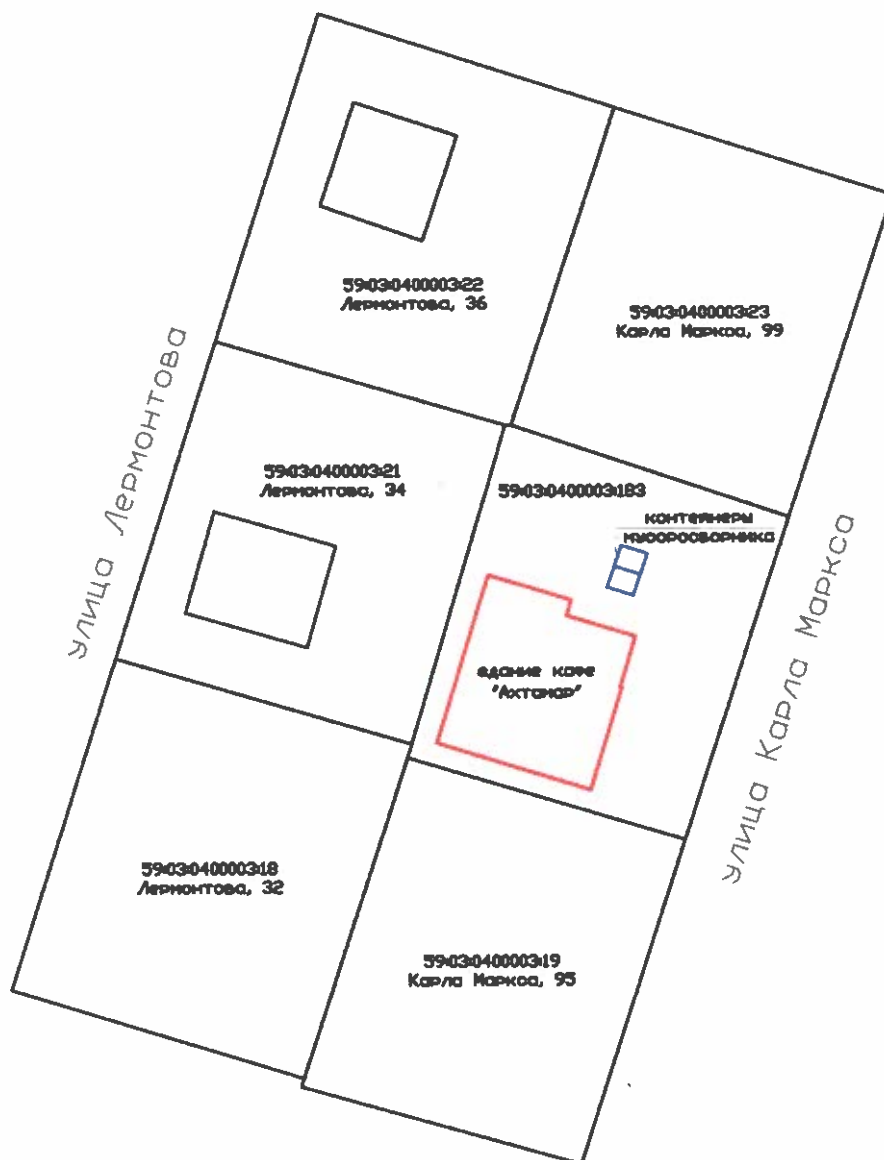 59:03:0400003:22
Лермонтова, 36
59:03:0400003:23
Карла Маркса, 99
улица Лермонтова
59:03:0400003:21
Лермонтова, 34
59:03:0400003:183
контейнеры
мусоросборника
здание кафе
"Ахтамар"
улица Карла Маркса
59:03:0400003:18
Лермонтова, 32
59:03:0400003:19
Карла Маркса, 95